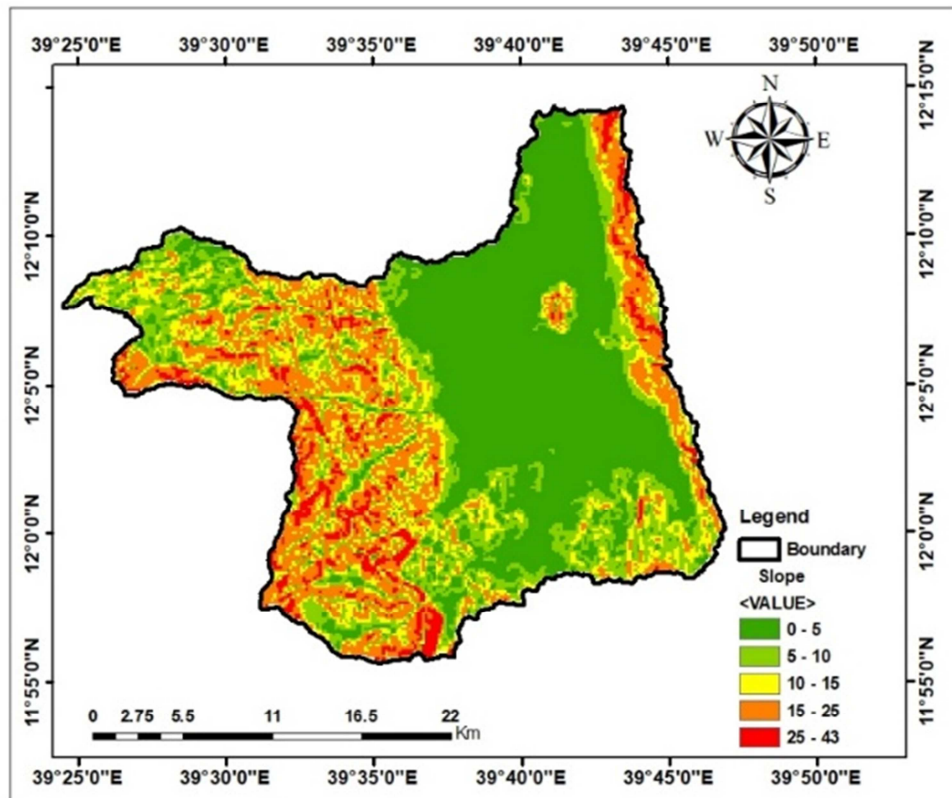 39°25'0"E 39°30'0"E 39°35'0"E 39°40'0"E 39°45'0"E 39°50'0"E
12°15'0"N
N
W E
S
12°10'0"N 12°10'0"N
12°5'0"N 12°5'0"N
12°0'0"N 12°0'0"N
11°55'0"N 11°55'0"N
Legend
Boundary
Slope
<VALUE>
0 - 5
5 - 10
10 - 15
15 - 25
25 - 43
0 2.75 5.5 11 16.5 22
Km
39°25'0"E 39°30'0"E 39°35'0"E 39°40'0"E 39°45'0"E 39°50'0"E